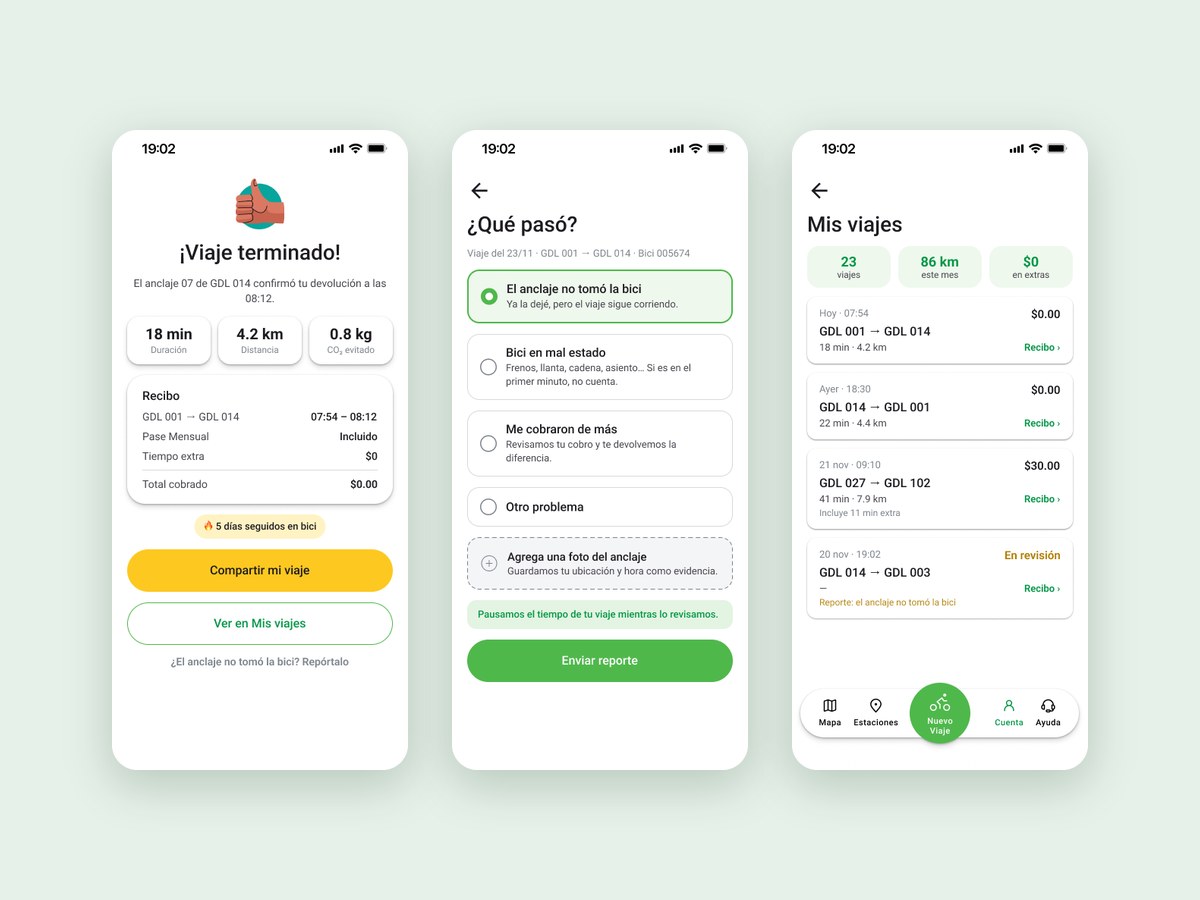 19:02
¡Viaje terminado!
El anclaje 07 de GDL 014 confirmó tu devolución a las
08:12.
18 min
Duración
4.2 km
Distancia
0.8 kg
CO₂ evitado
Recibo
GDL 001 → GDL 014 07:54 – 08:12
Pase Mensual Incluido
Tiempo extra $0
Total cobrado $0.00
5 días seguidos en bici
Compartir mi viaje
Ver en Mis viajes
¿El anclaje no tomó la bici? Repórtalo
19:02
¿Qué pasó?
Viaje del 23/11 · GDL 001 → GDL 014 · Bici 005674
El anclaje no tomó la bici
Ya la dejé, pero el viaje sigue corriendo.
Bici en mal estado
Frenos, llanta, cadena, asiento... Si es en el
primer minuto, no cuenta.
Me cobraron de más
Revisamos tu cobro y te devolvemos la
diferencia.
Otro problema
Agrega una foto del anclaje
Guardamos tu ubicación y hora como evidencia.
Pausamos el tiempo de tu viaje mientras lo revisamos.
Enviar reporte
19:02
Mis viajes
23
viajes
86 km
este mes
$0
en extras
Hoy · 07:54 $0.00
GDL 001 → GDL 014
18 min · 4.2 km Recibo ›
Ayer · 18:30 $0.00
GDL 014 → GDL 001
22 min · 4.4 km Recibo ›
21 nov · 09:10 $30.00
GDL 027 → GDL 102
41 min · 7.9 km Recibo ›
Incluye 11 min extra
20 nov · 19:02 En revisión
GDL 014 → GDL 003
— Recibo ›
Reporte: el anclaje no tomó la bici
Mapa
Estaciones
Nuevo
Viaje
Cuenta
Ayuda